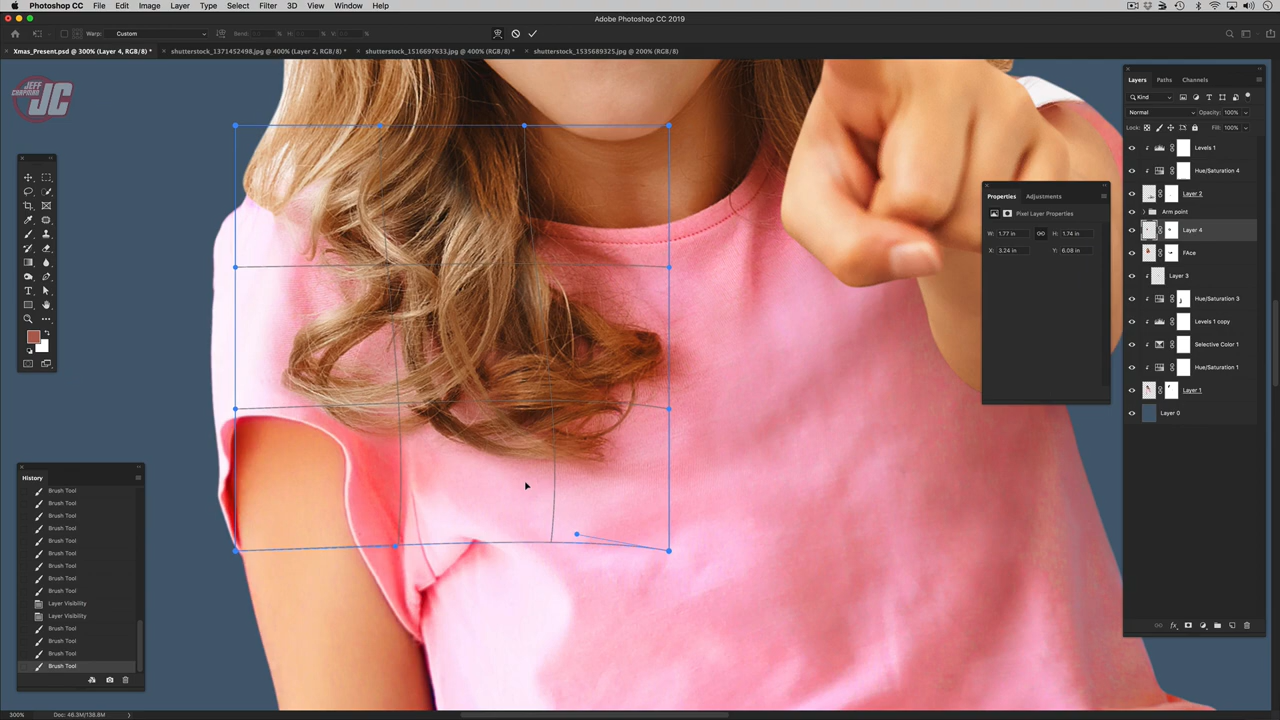 Photoshop CC File Edit Image Layer Type Select Filter 3D View Window Help
Adobe Photoshop CC 2019
Warp: Custom
Xmas_Present.psd @ 300% (Layer 4, RGB/8) *
shutterstock_1371452498.jpg @ 400% (Layer 2, RGB/8) *
shutterstock_1516697633.jpg @ 400% (RGB/8) *
shutterstock_1535689325.jpg @ 200% (RGB/8)
JEFF
CHAPMAN
JC
Layers Paths Channels
Kind
Normal Opacity: 100%
Lock: Fill: 100%
Levels 1
Hue/Saturation 4
Layer 2
Arm point
Layer 4
FAce
Layer 3
Hue/Saturation 3
Levels 1 copy
Selective Color 1
Hue/Saturation 1
Layer 1
Layer 0
Properties Adjustments
Pixel Layer Properties
W: 1.77 in H: 1.74 in
X: 3.24 in Y: 6.08 in
History
Brush Tool
Brush Tool
Brush Tool
Brush Tool
Brush Tool
Brush Tool
Brush Tool
Brush Tool
Brush Tool
Layer Visibility
Layer Visibility
Brush Tool
Brush Tool
Brush Tool
Brush Tool
300% Doc: 46.3M/138.8M